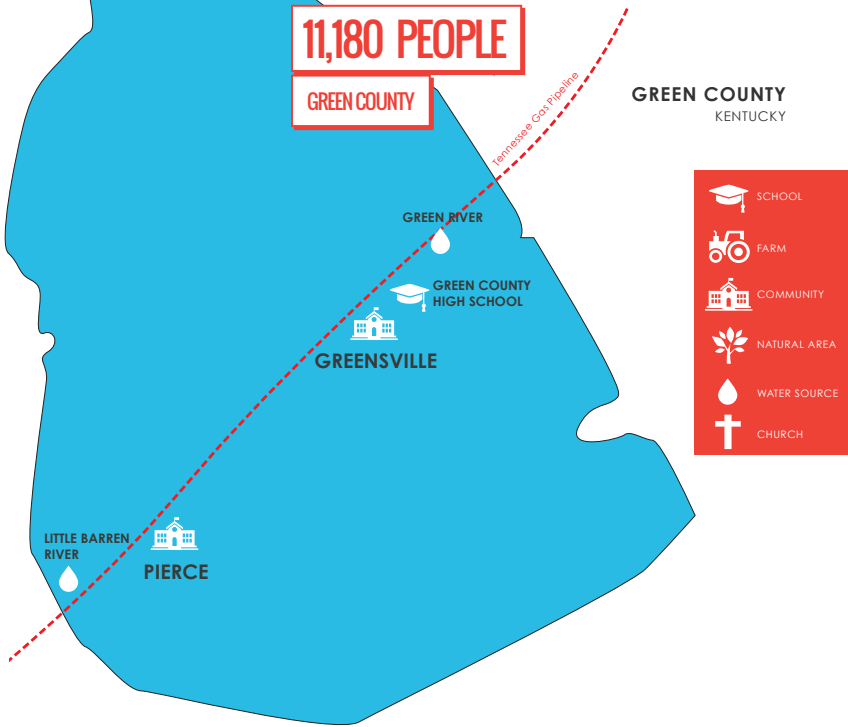 11,180 PEOPLE
GREEN COUNTY
Tennessee Gas Pipeline
GREEN COUNTY
KENTUCKY
SCHOOL
FARM
COMMUNITY
NATURAL AREA
WATER SOURCE
CHURCH
GREEN RIVER
GREEN COUNTY
HIGH SCHOOL
GREENSVILLE
LITTLE BARREN
RIVER
PIERCE